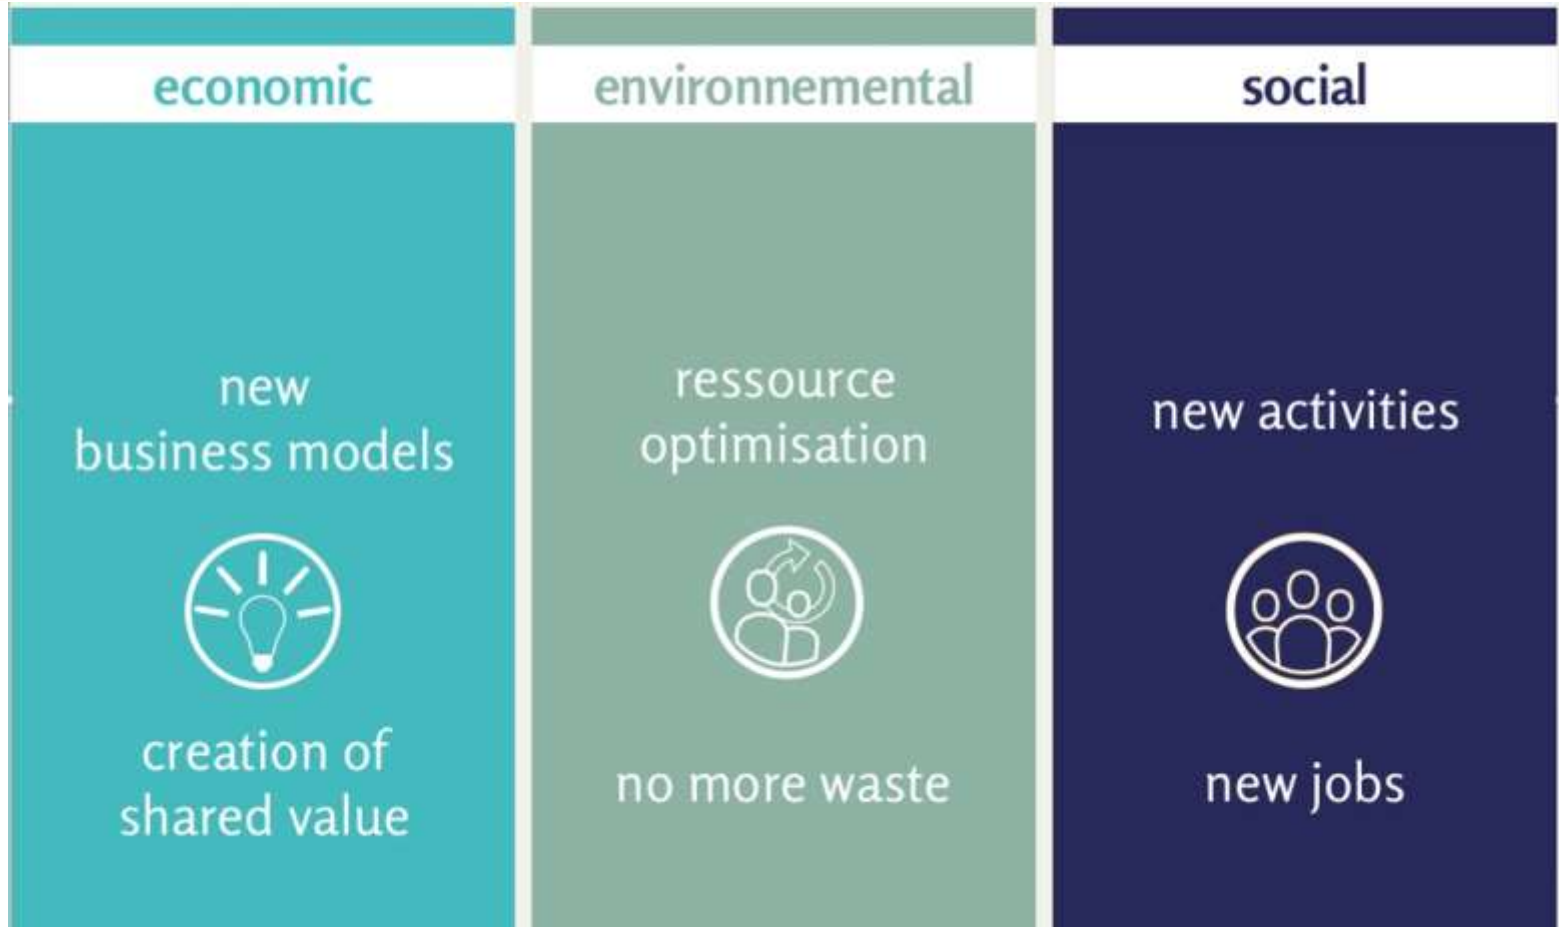 economic
new
business models
creation of
shared value
environnemental
ressource
optimisation
no more waste
social
new activities
new jobs